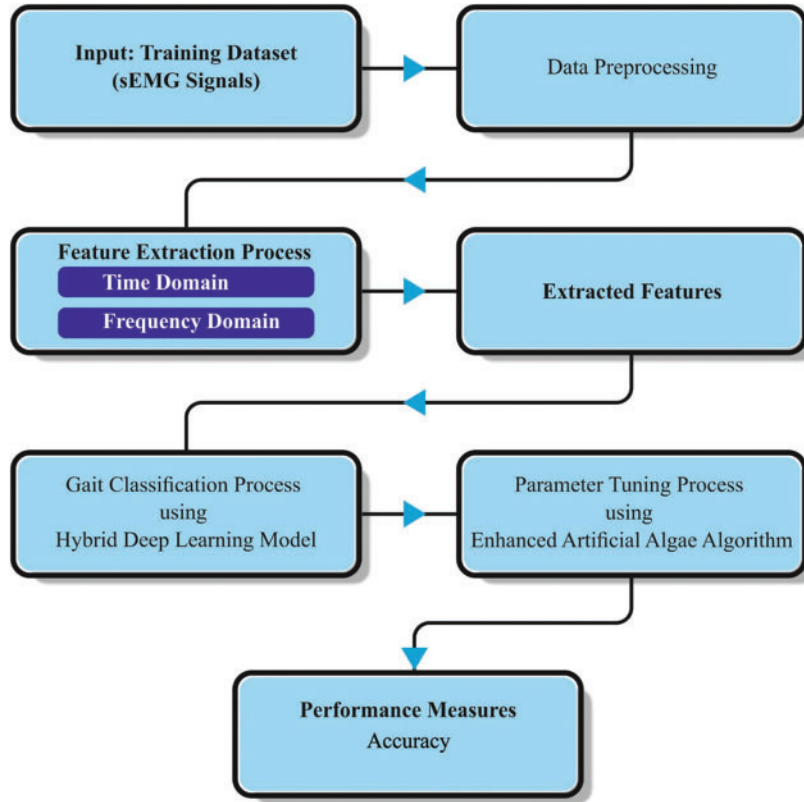 Input: Training Dataset
(sEMG Signals)
Data Preprocessing
Feature Extraction Process
Time Domain
Frequency Domain
Extracted Features
Gait Classification Process
using
Hybrid Deep Learning Model
Parameter Tuning Process
using
Enhanced Artificial Algae Algorithm
Performance Measures
Accuracy